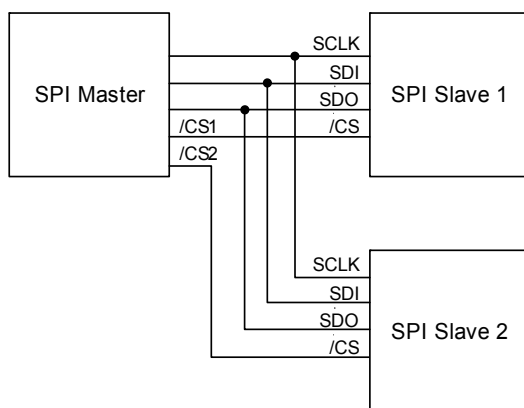 SPI Master
SCLK
SDI
SDO
/CS
/CS1
/CS2
SPI Slave 1
SCLK
SDI
SDO
/CS
SPI Slave 2